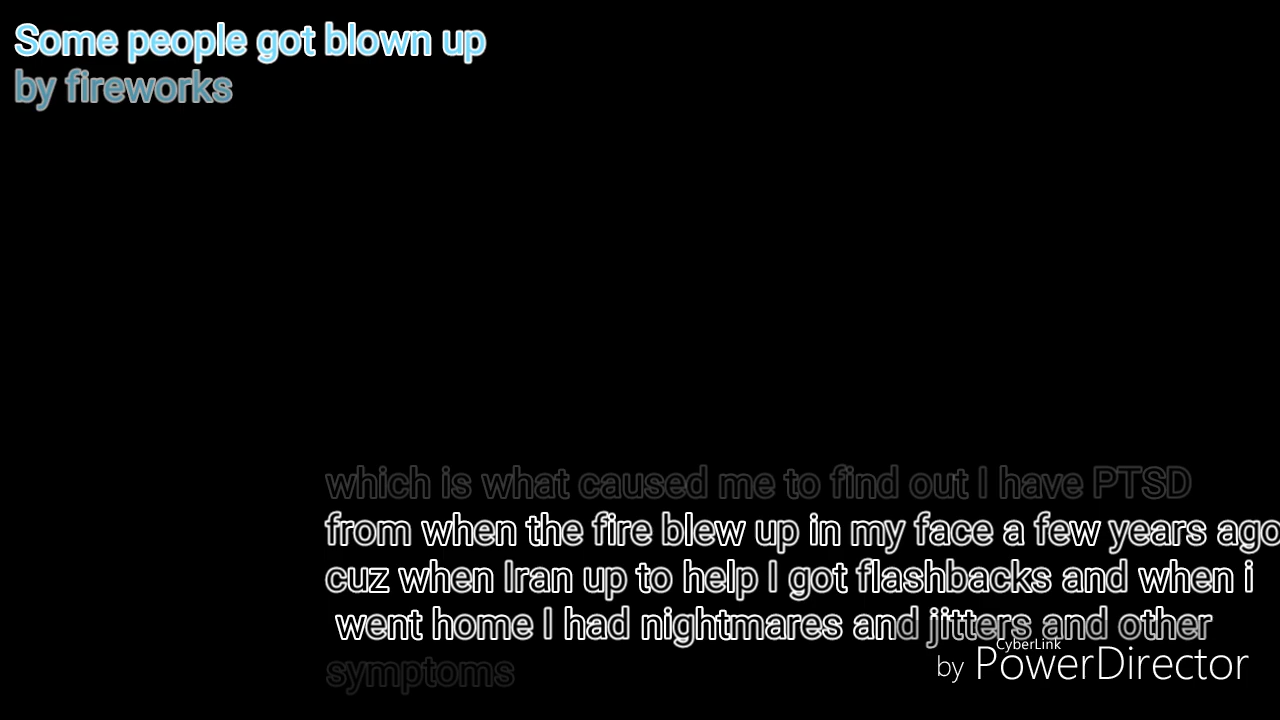 Some people got blown up
by fireworks
which is what caused me to find out I have PTSD
from when the fire blew up in my face a few years ago
cuz when Iran up to help I got flashbacks and when i
went home I had nightmares and jitters and other
symptoms
CyberLink
by PowerDirector